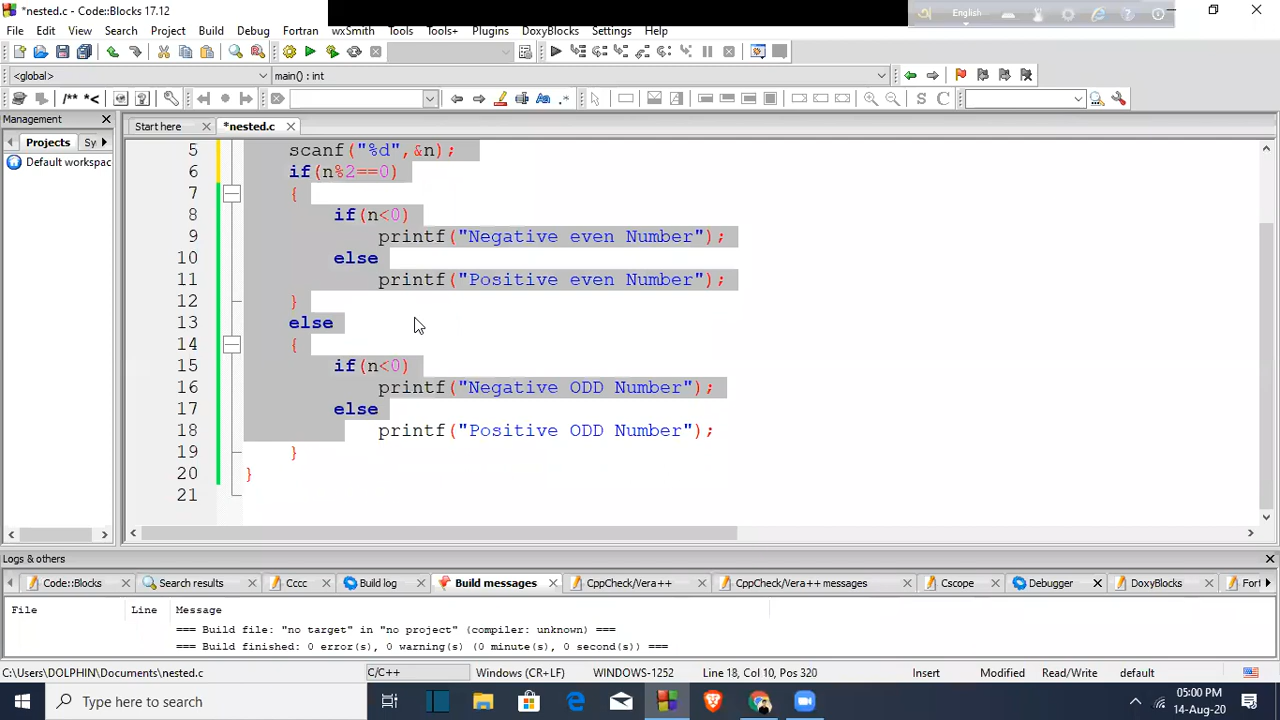 *nested.c - Code::Blocks 17.12
English
File Edit View Search Project Build Debug Fortran wxSmith Tools Tools+ Plugins DoxyBlocks Settings Help
<global> main() : int
/** *<
S C
Management
Start here *nested.c
Projects Sy
Default workspac
5 scanf("%d",&n);
6 if(n%2==0)
7 {
8 if(n<0)
9 printf("Negative even Number");
10 else
11 printf("Positive even Number");
12 }
13 else
14 {
15 if(n<0)
16 printf("Negative ODD Number");
17 else
18 printf("Positive ODD Number");
19 }
20 }
21
Logs & others
Code::Blocks Search results Cccc Build log Build messages CppCheck/Vera++ CppCheck/Vera++ messages Cscope Debugger DoxyBlocks Fort
File Line Message
=== Build file: "no target" in "no project" (compiler: unknown) ===
=== Build finished: 0 error(s), 0 warning(s) (0 minute(s), 0 second(s)) ===
C:\Users\DOLPHIN\Documents\nested.c C/C++ Windows (CR+LF) WINDOWS-1252 Line 18, Col 10, Pos 320 Insert Modified Read/Write default
Type here to search
05:00 PM
14-Aug-20